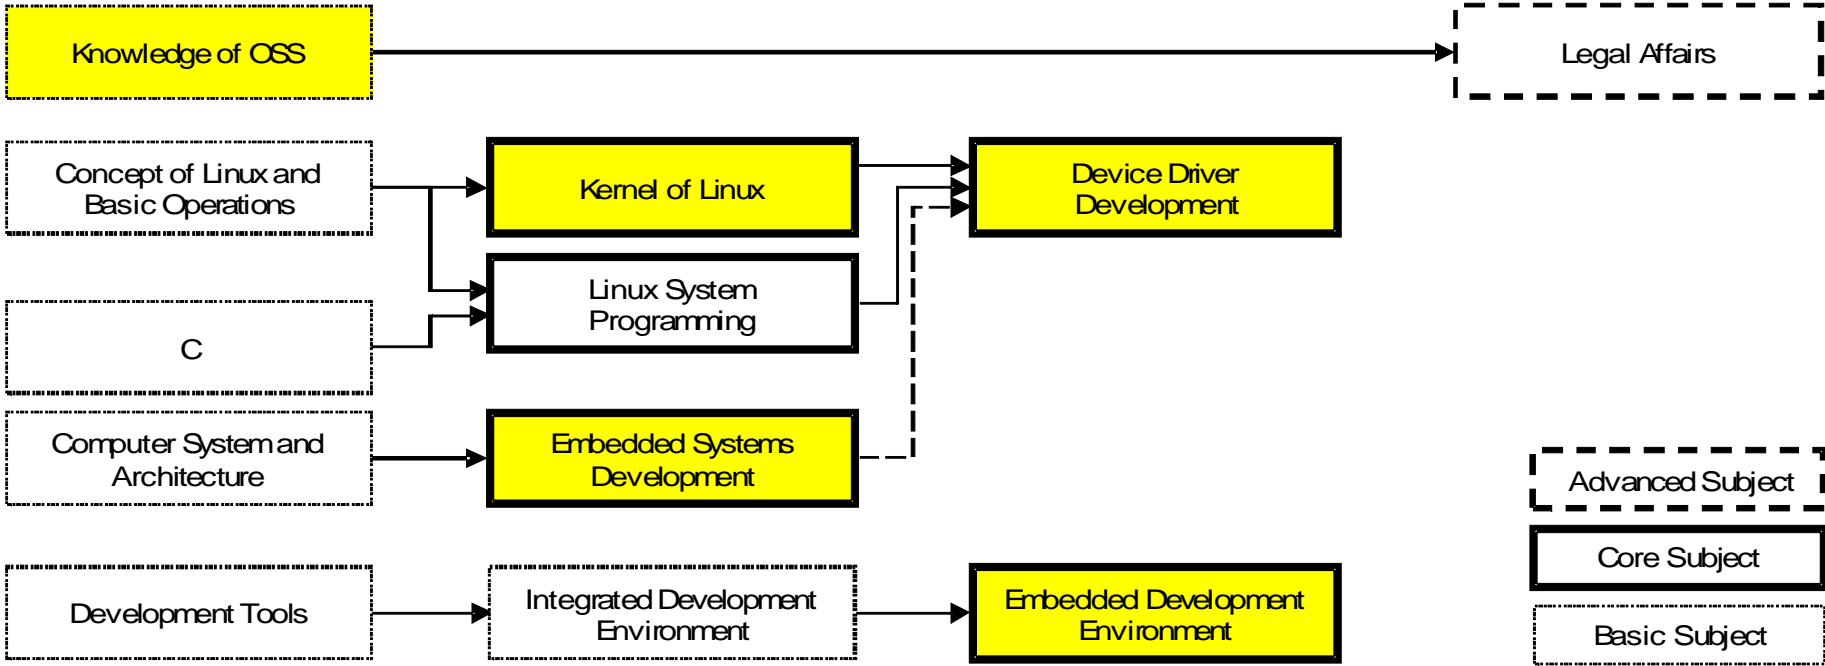 Knowledge of OSS
Legal Affairs
Concept of Linux and
Basic Operations
Kernel of Linux
Device Driver
Development
Linux System
Programming
C
Computer System and
Architecture
Embedded Systems
Development
Advanced Subject
Core Subject
Development Tools
Integrated Development
Environment
Embedded Development
Environment
Basic Subject